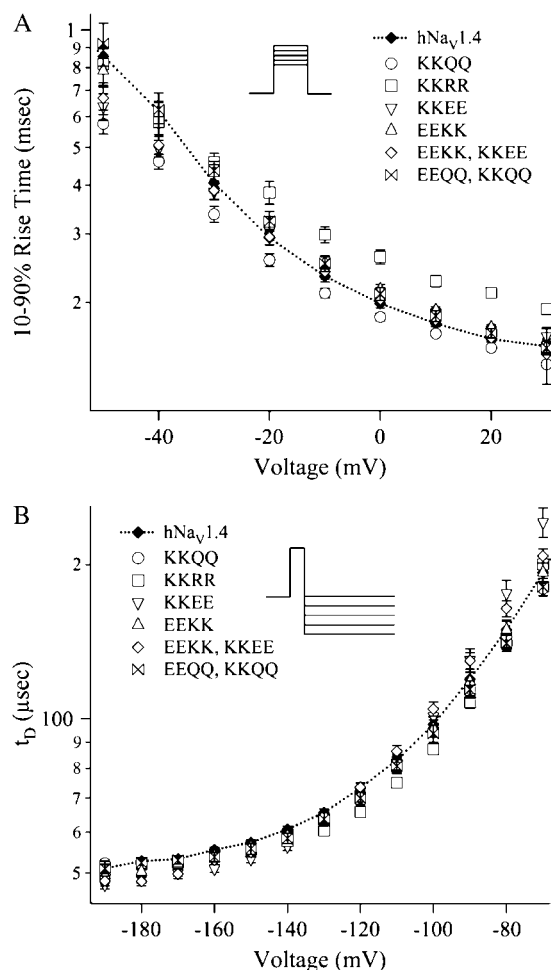 A
1
9
8
7
6
5
4
3
2
10-90% Rise Time (msec)
-40
-20
0
20
Voltage (mV)
hNaV1.4
KKQQ
KKRR
KKEE
EEKK
EEKK, KKEE
EEQQ, KKQQ
B
hNaV1.4
KKQQ
KKRR
KKEE
EEKK
EEKK, KKEE
EEQQ, KKQQ
2
100
9
8
7
6
5
tD (μsec)
-180
-160
-140
-120
-100
-80
Voltage (mV)